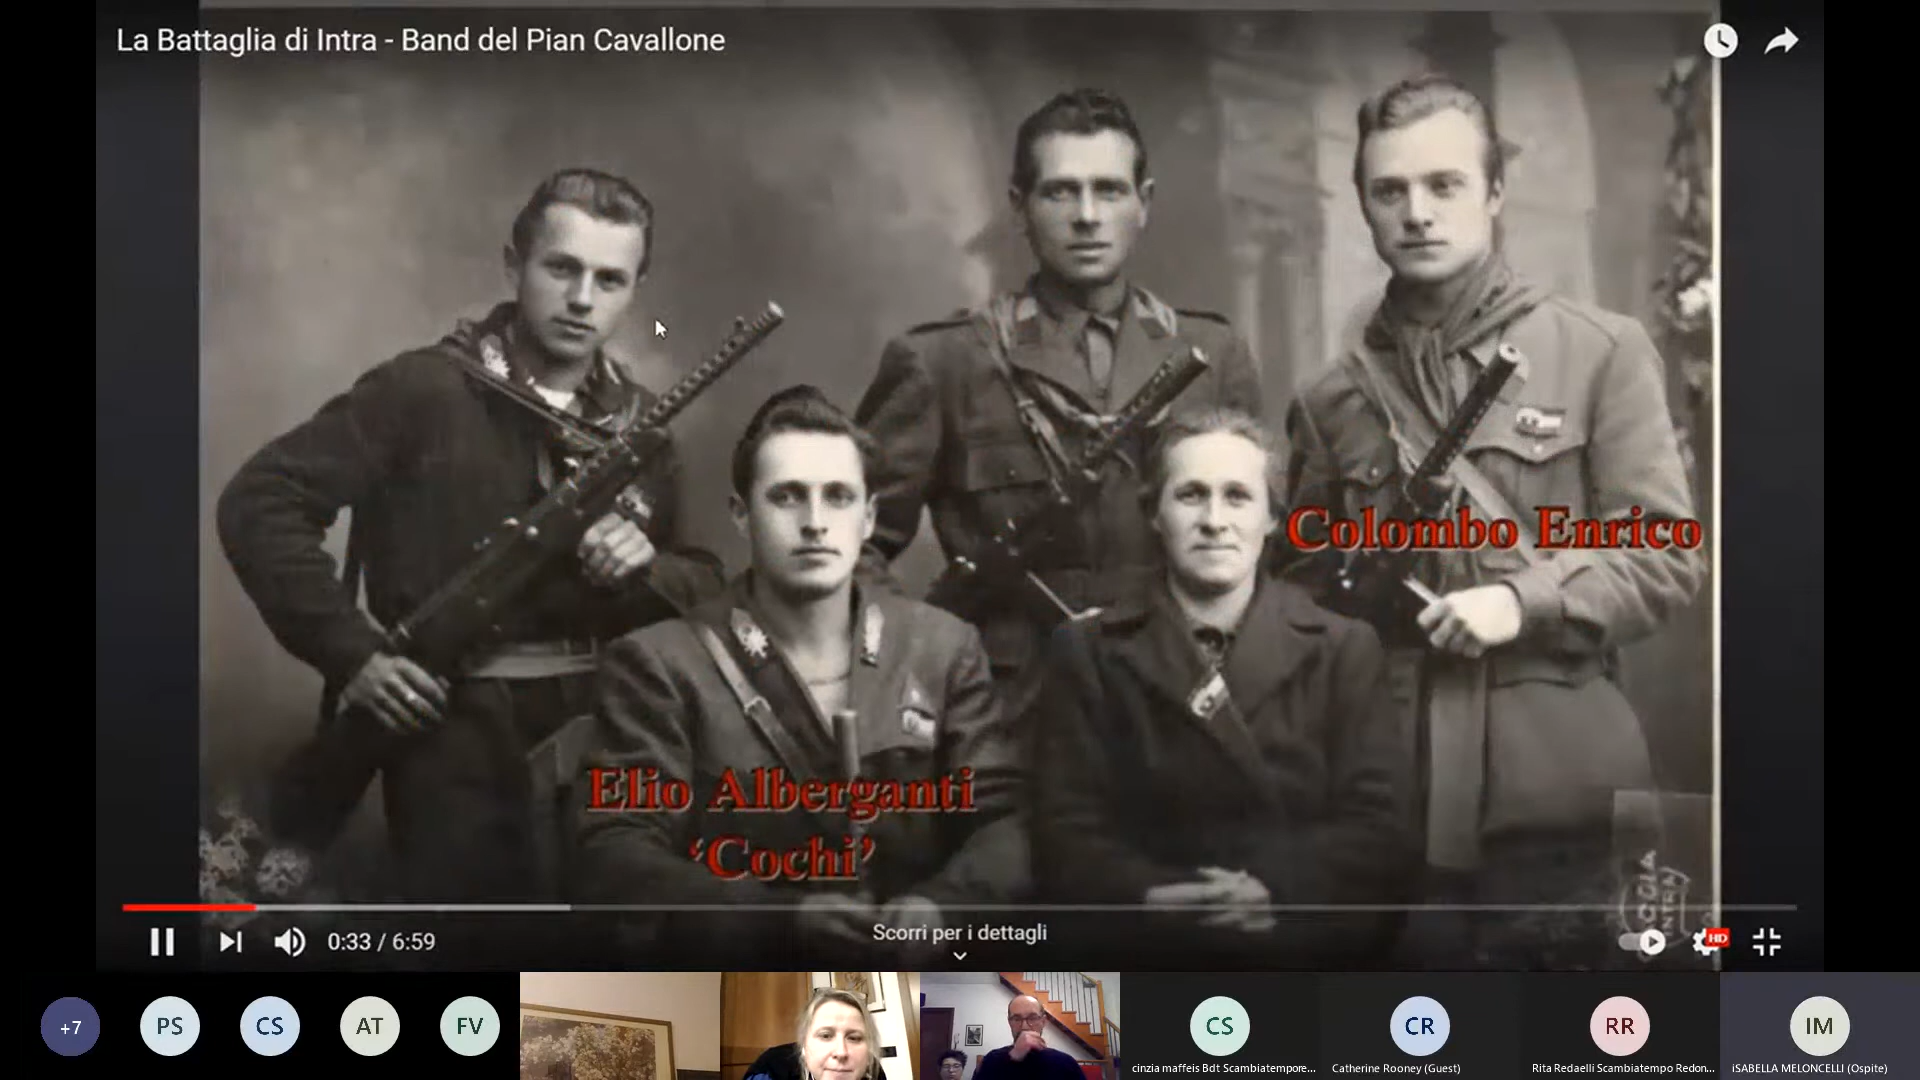 La Battaglia di Intra - Band del Pian Cavallone
Colombo Enrico
Elio Alberganti
‘Cochi’
Scorri per i dettagli
0:33 / 6:59
HD
+7
PS
CS
AT
FV
CS
CR
RR
IM
cinzia maffeis Bdt Scambiatempore...
Catherine Rooney (Guest)
Rita Redaelli Scambiatempo Redon...
iSABELLA MELONCELLI (Ospite)